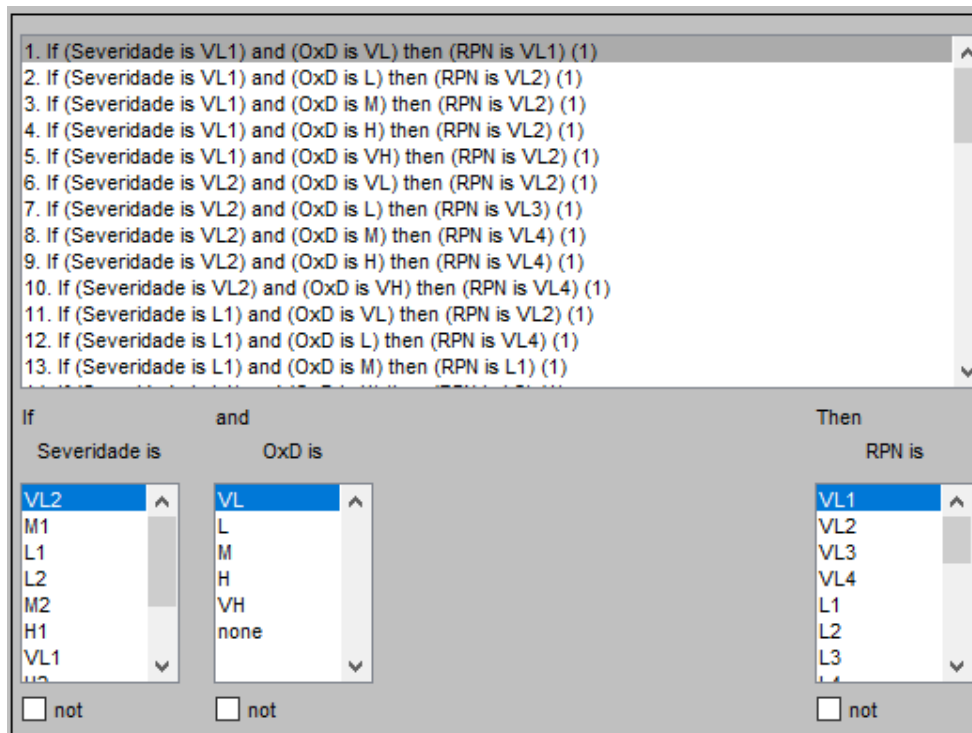 1. If (Severidade is VL1) and (OxD is VL) then (RPN is VL1) (1)
2. If (Severidade is VL1) and (OxD is L) then (RPN is VL2) (1)
3. If (Severidade is VL1) and (OxD is M) then (RPN is VL2) (1)
4. If (Severidade is VL1) and (OxD is H) then (RPN is VL2) (1)
5. If (Severidade is VL1) and (OxD is VH) then (RPN is VL2) (1)
6. If (Severidade is VL2) and (OxD is VL) then (RPN is VL2) (1)
7. If (Severidade is VL2) and (OxD is L) then (RPN is VL3) (1)
8. If (Severidade is VL2) and (OxD is M) then (RPN is VL4) (1)
9. If (Severidade is VL2) and (OxD is H) then (RPN is VL4) (1)
10. If (Severidade is VL2) and (OxD is VH) then (RPN is VL4) (1)
11. If (Severidade is L1) and (OxD is VL) then (RPN is VL2) (1)
12. If (Severidade is L1) and (OxD is L) then (RPN is VL4) (1)
13. If (Severidade is L1) and (OxD is M) then (RPN is L1) (1)
If and Then
Severidade is OxD is RPN is
VL2 VL VL1
M1 L VL2
L1 M VL3
L2 H VL4
M2 VH L1
H1 none L2
VL1 L3
not not not